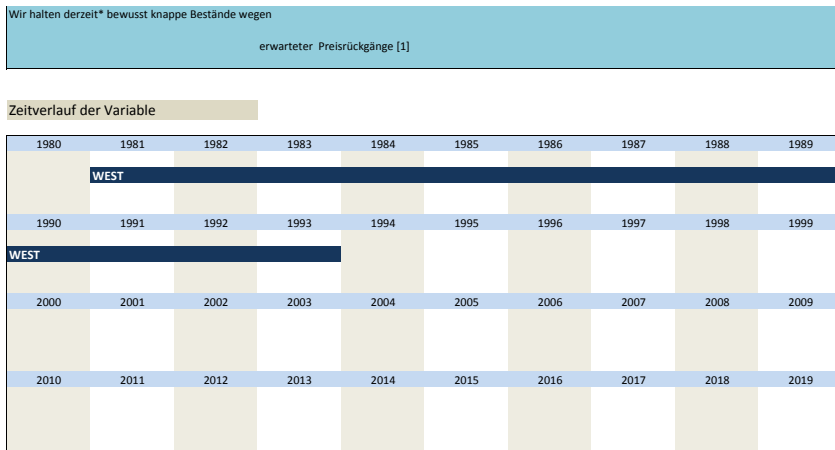 Wir halten derzeit* bewusst knappe Bestände wegen
erwarteter Preisrückgänge [1]
Zeitverlauf der Variable
1980 1981 1982 1983 1984 1985 1986 1987 1988 1989
WEST
1990 1991 1992 1993 1994 1995 1996 1997 1998 1999
WEST
2000 2001 2002 2003 2004 2005 2006 2007 2008 2009
2010 2011 2012 2013 2014 2015 2016 2017 2018 2019